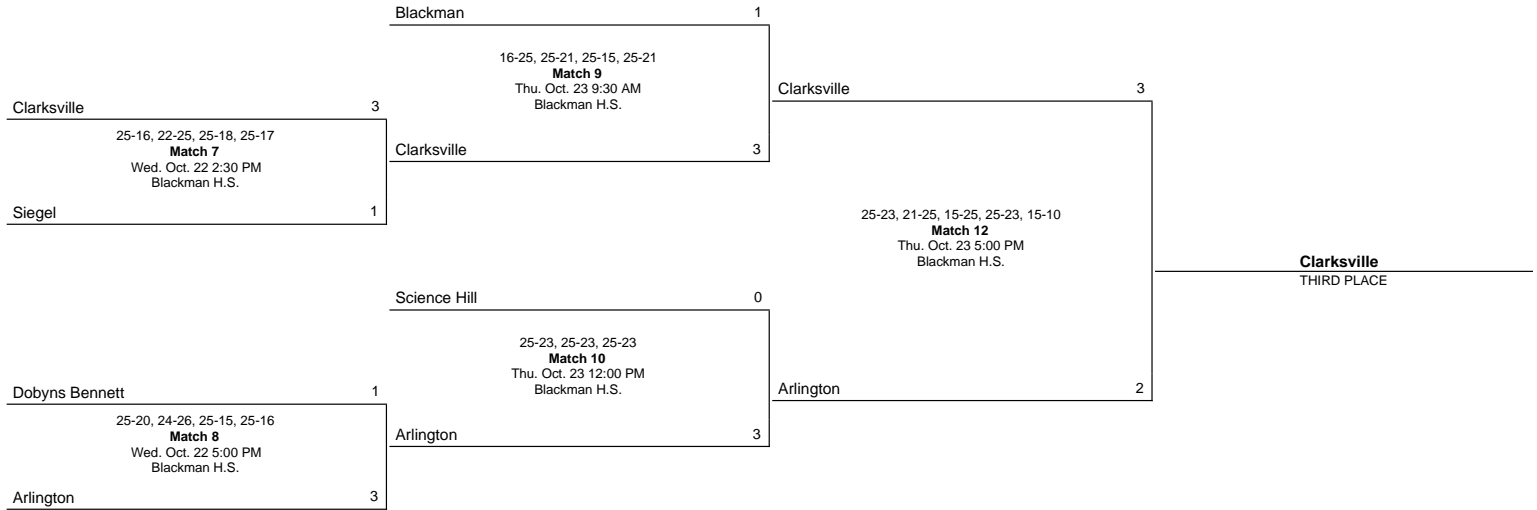 Blackman 1
16-25, 25-21, 25-15, 25-21
Match 9
Thu. Oct. 23 9:30 AM
Blackman H.S.
Clarksville 3
Clarksville 3
25-16, 22-25, 25-18, 25-17
Match 7
Wed. Oct. 22 2:30 PM
Blackman H.S.
Clarksville 3
Siegel 1
25-23, 21-25, 15-25, 25-23, 15-10
Match 12
Thu. Oct. 23 5:00 PM
Blackman H.S.
Clarksville
THIRD PLACE
Science Hill 0
25-23, 25-23, 25-23
Match 10
Thu. Oct. 23 12:00 PM
Blackman H.S.
Dobyns Bennett 1
Arlington 2
25-20, 24-26, 25-15, 25-16
Match 8
Wed. Oct. 22 5:00 PM
Blackman H.S.
Arlington 3
Arlington 3